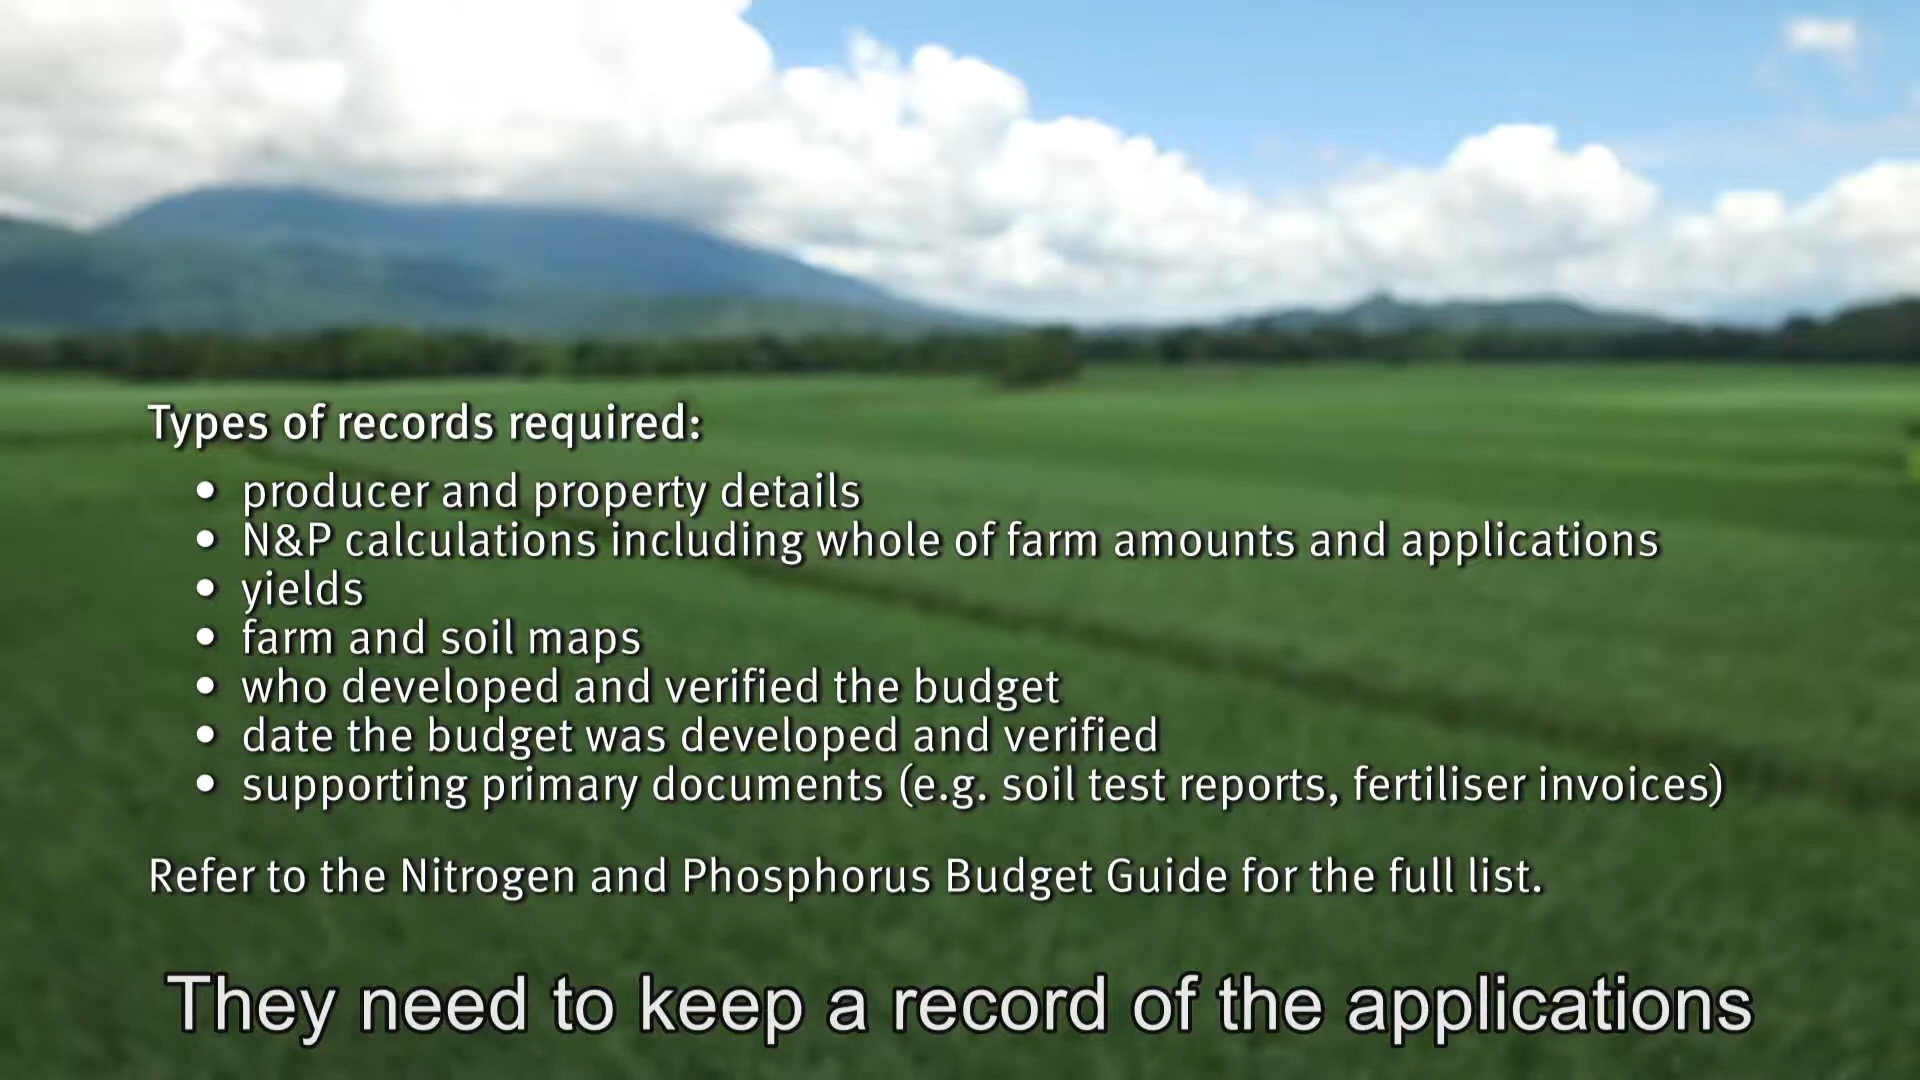 Types of records required:
• producer and property details
• N&P calculations including whole of farm amounts and applications
• yields
• farm and soil maps
• who developed and verified the budget
• date the budget was developed and verified
• supporting primary documents (e.g. soil test reports, fertiliser invoices)
Refer to the Nitrogen and Phosphorus Budget Guide for the full list.
They need to keep a record of the applications